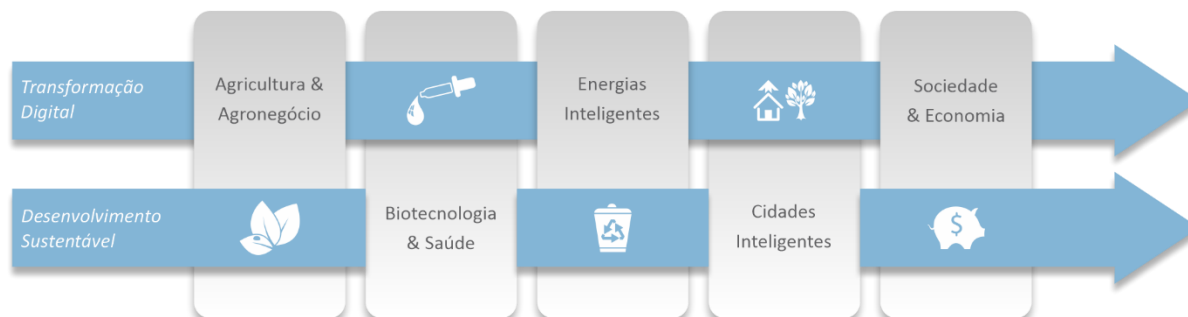 Transformação
Digital
Agricultura &
Agronegócio
Energias
Inteligentes
Sociedade
& Economia
Desenvolvimento
Sustentável
Biotecnologia
& Saúde
Cidades
Inteligentes
$